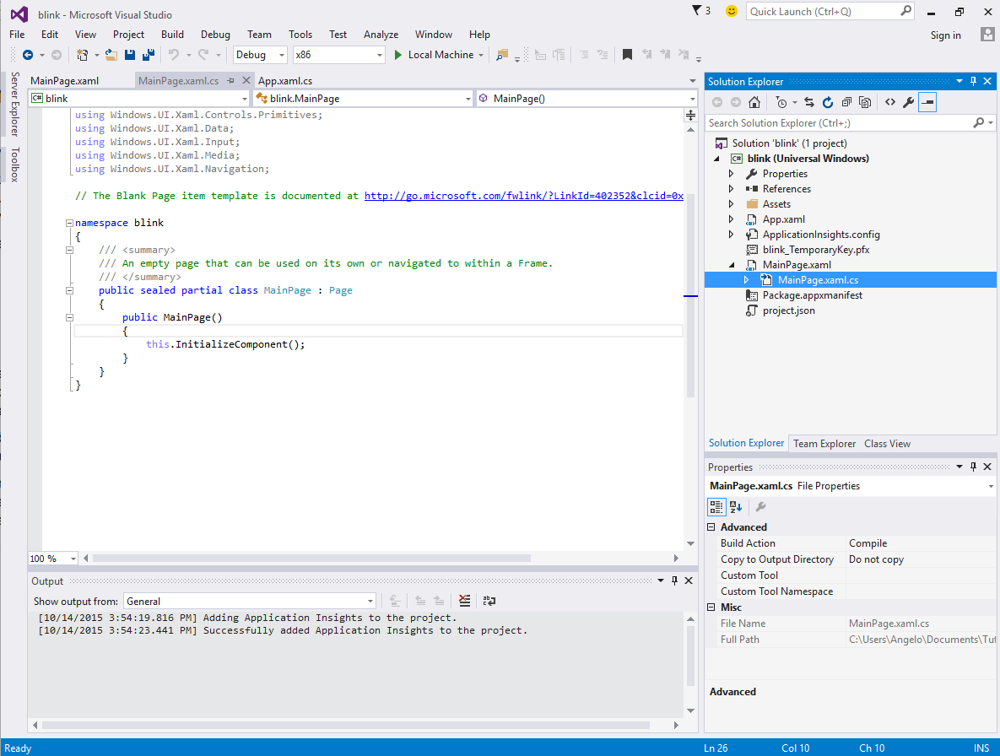 blink - Microsoft Visual Studio
3
Quick Launch (Ctrl+Q)
File Edit View Project Build Debug Team Tools Test Analyze Window Help
Sign in
Debug x86 Local Machine
Server Explorer
Toolbox
MainPage.xaml MainPage.xaml.cs App.xaml.cs
C# blink blink.MainPage MainPage()
using Windows.UI.Xaml.Controls.Primitives;
using Windows.UI.Xaml.Data;
using Windows.UI.Xaml.Input;
using Windows.UI.Xaml.Media;
using Windows.UI.Xaml.Navigation;
// The Blank Page item template is documented at http://go.microsoft.com/fwlink/?LinkId=402352&clcid=0x
namespace blink
{
/// <summary>
/// An empty page that can be used on its own or navigated to within a Frame.
/// </summary>
public sealed partial class MainPage : Page
{
public MainPage()
{
this.InitializeComponent();
}
}
}
100 %
Output
Show output from: General
[10/14/2015 3:54:19.816 PM] Adding Application Insights to the project.
[10/14/2015 3:54:23.441 PM] Successfully added Application Insights to the project.
Solution Explorer
Search Solution Explorer (Ctrl+;)
Solution 'blink' (1 project)
C# blink (Universal Windows)
Properties
References
Assets
App.xaml
ApplicationInsights.config
blink_TemporaryKey.pfx
MainPage.xaml
MainPage.xaml.cs
Package.appxmanifest
project.json
Solution Explorer Team Explorer Class View
Properties
MainPage.xaml.cs File Properties
Advanced
Build Action Compile
Copy to Output Directory Do not copy
Custom Tool
Custom Tool Namespace
Misc
File Name MainPage.xaml.cs
Full Path C:\Users\Angelo\Documents\Tut
Advanced
Ready Ln 26 Col 10 Ch 10 INS